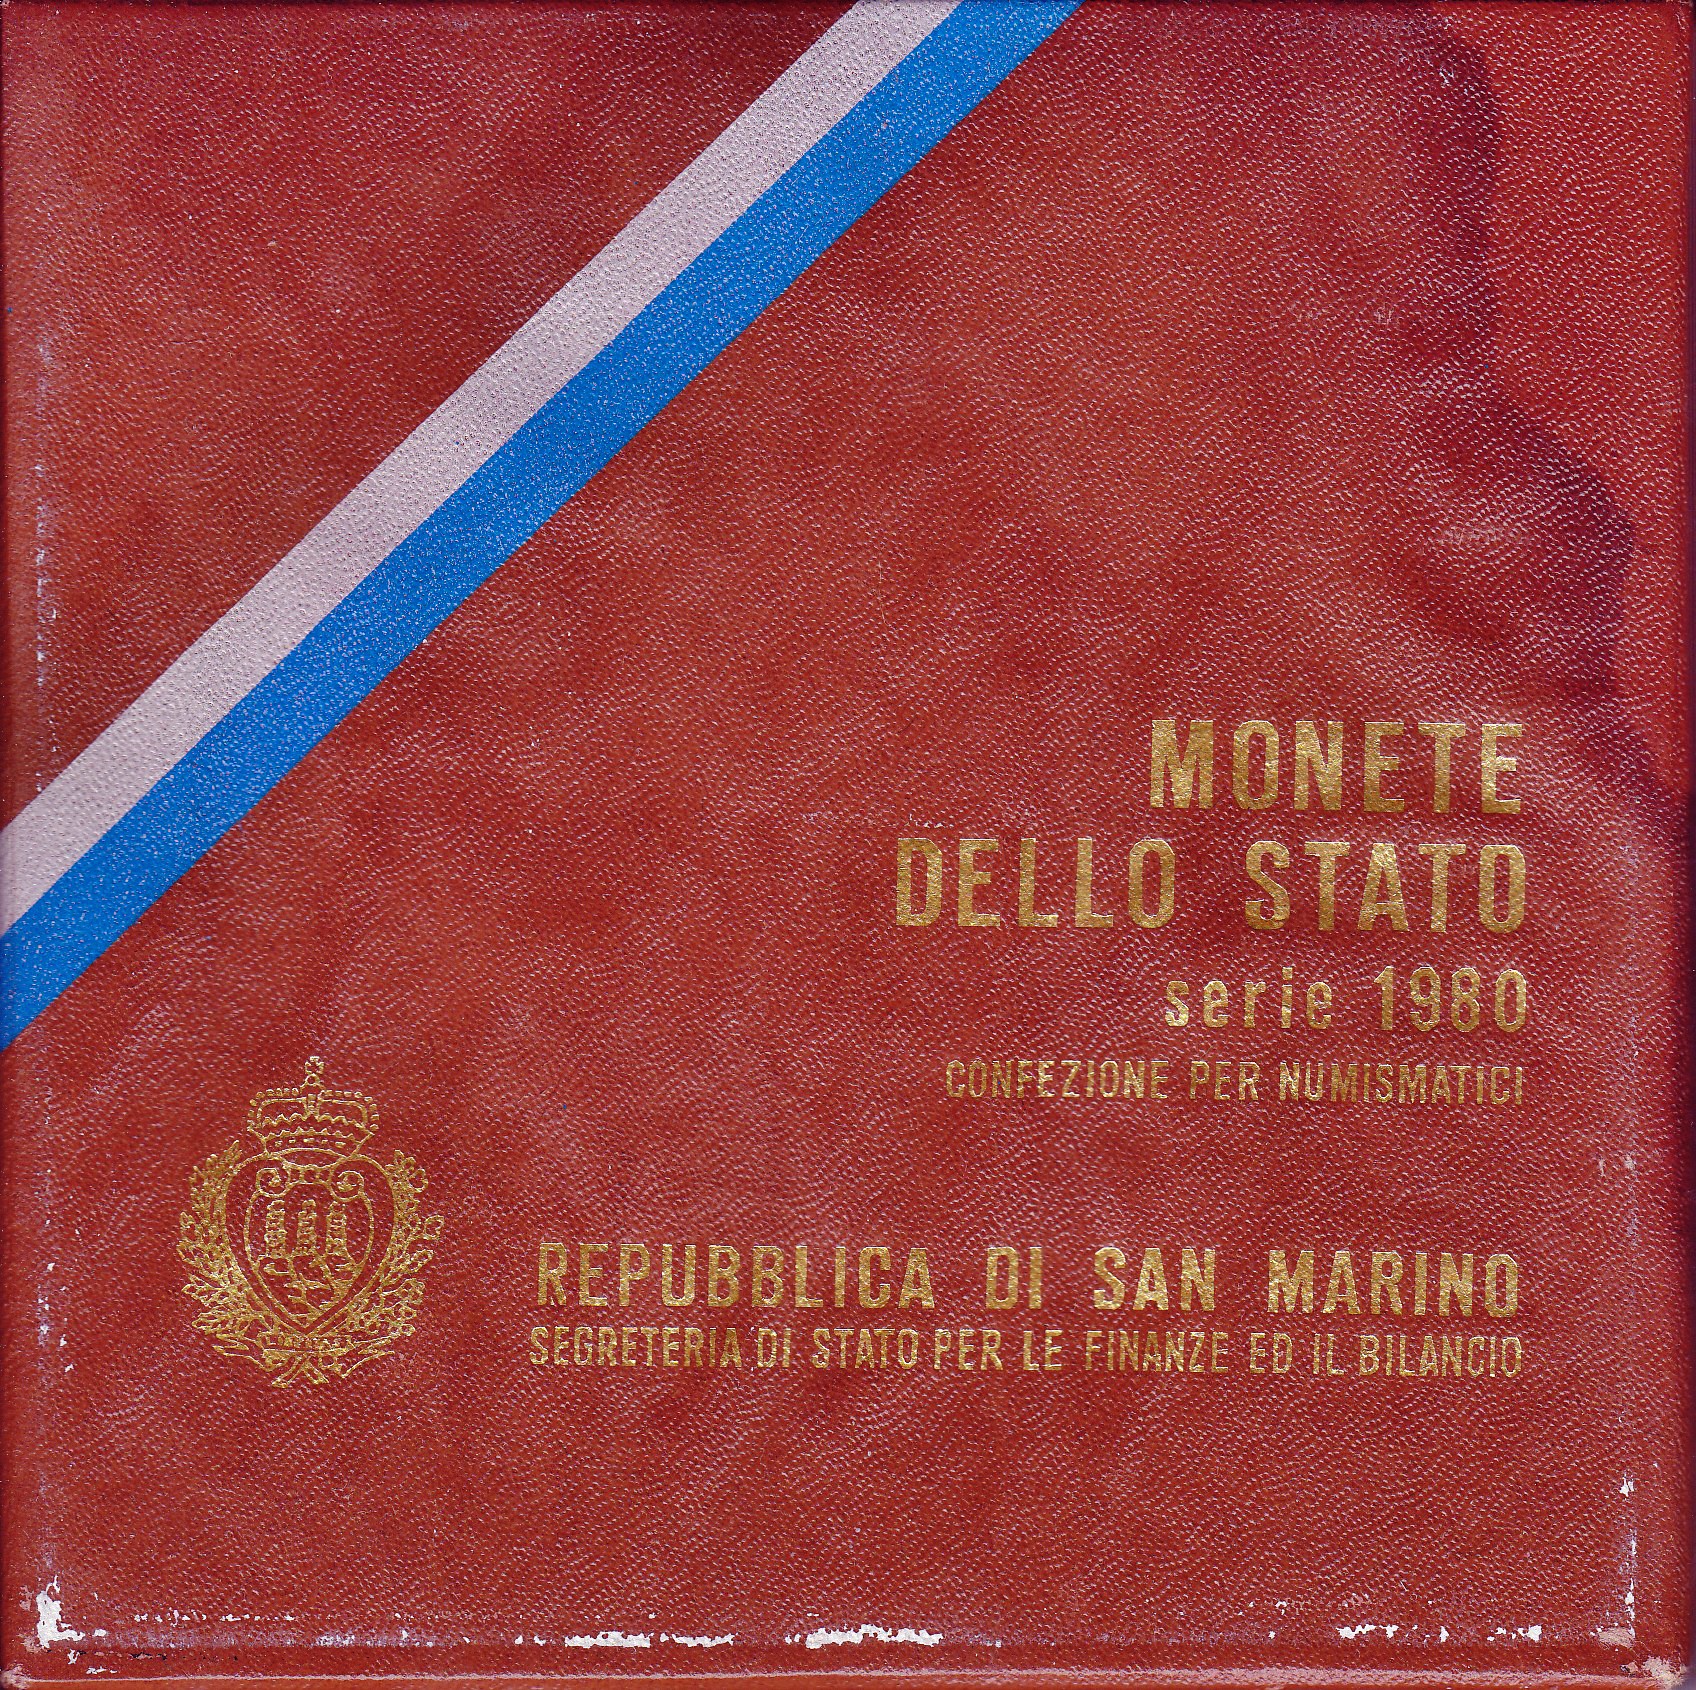 MONETE
DELLO STATO
serie 1980
CONFEZIONE PER NUMISMATICI
REPUBBLICA DI SAN MARINO
SEGRETERIA DI STATO PER LE FINANZE ED IL BILANCIO